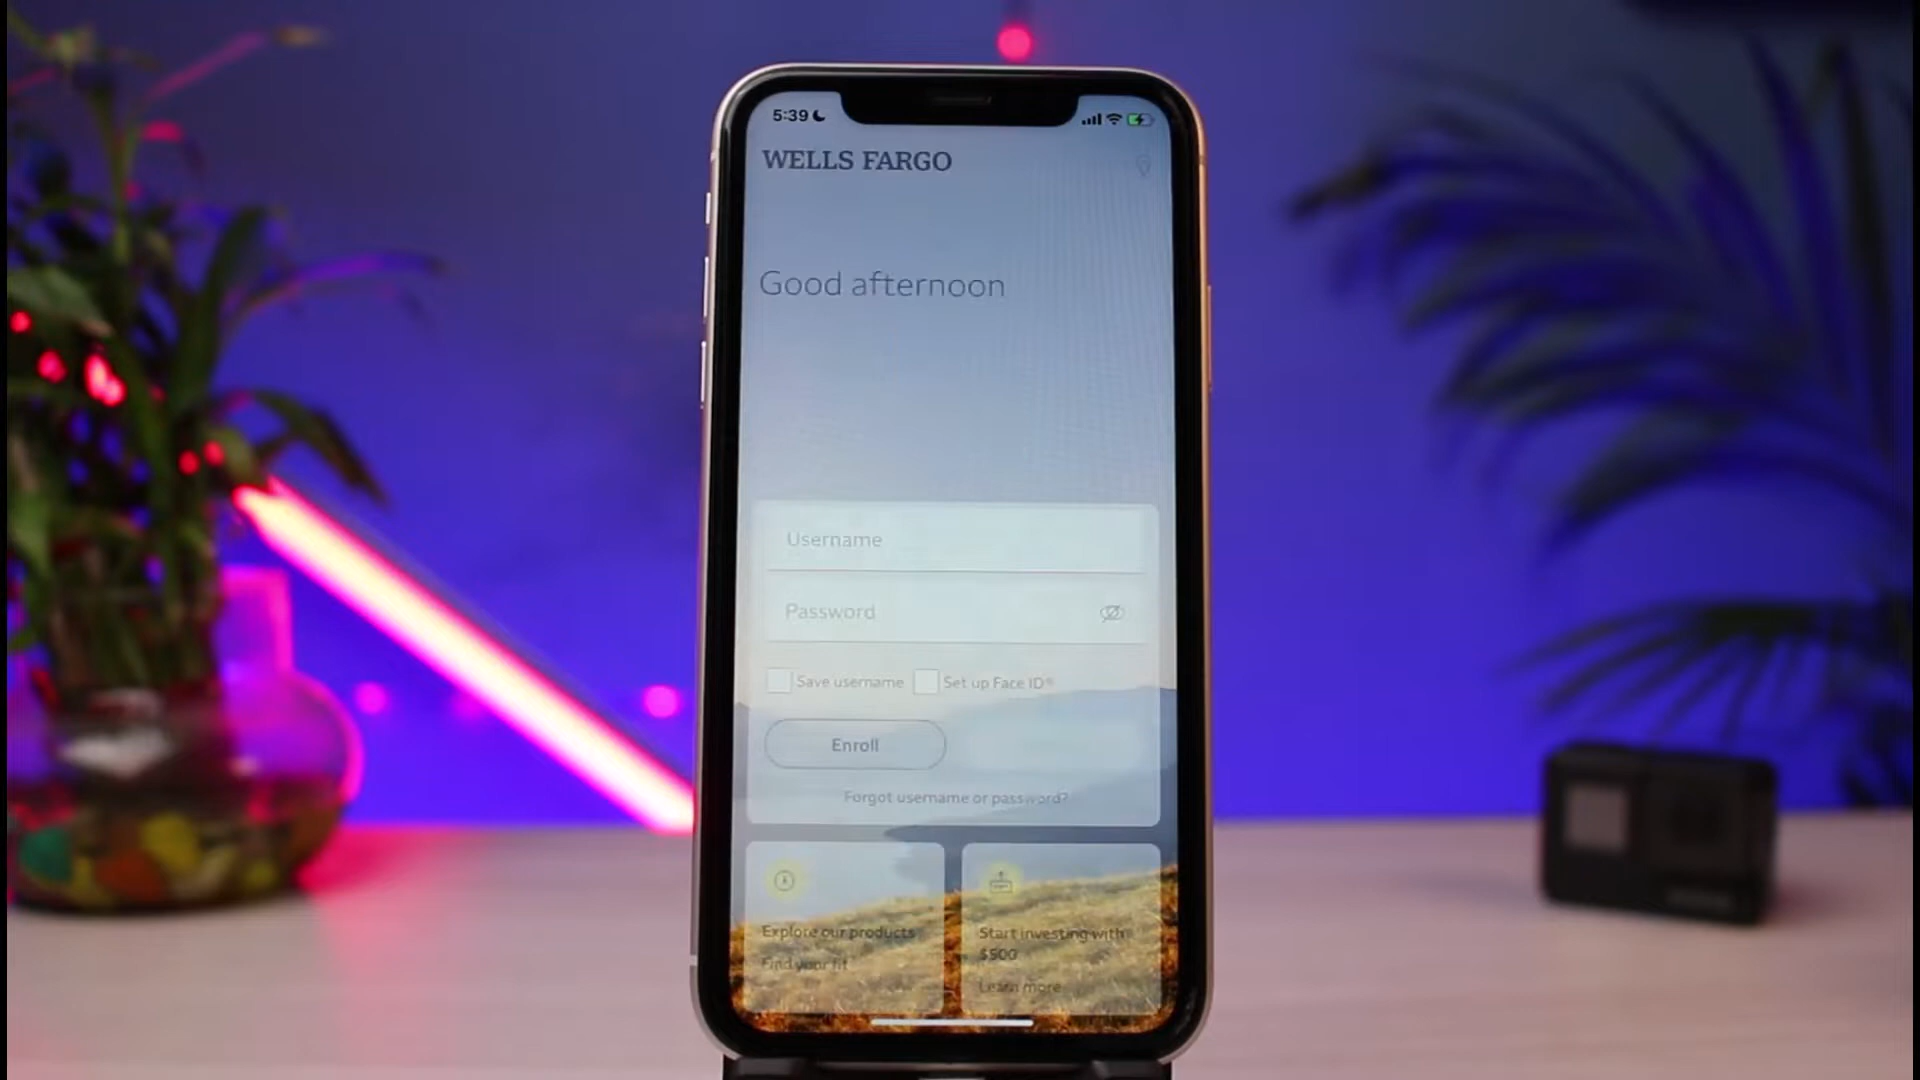 5:39
WELLS FARGO
Good afternoon
Username
Password
Save username Set up Face ID®
Enroll
Forgot username or password?
Explore our products
Find your fit
Start investing with
$500
Learn more